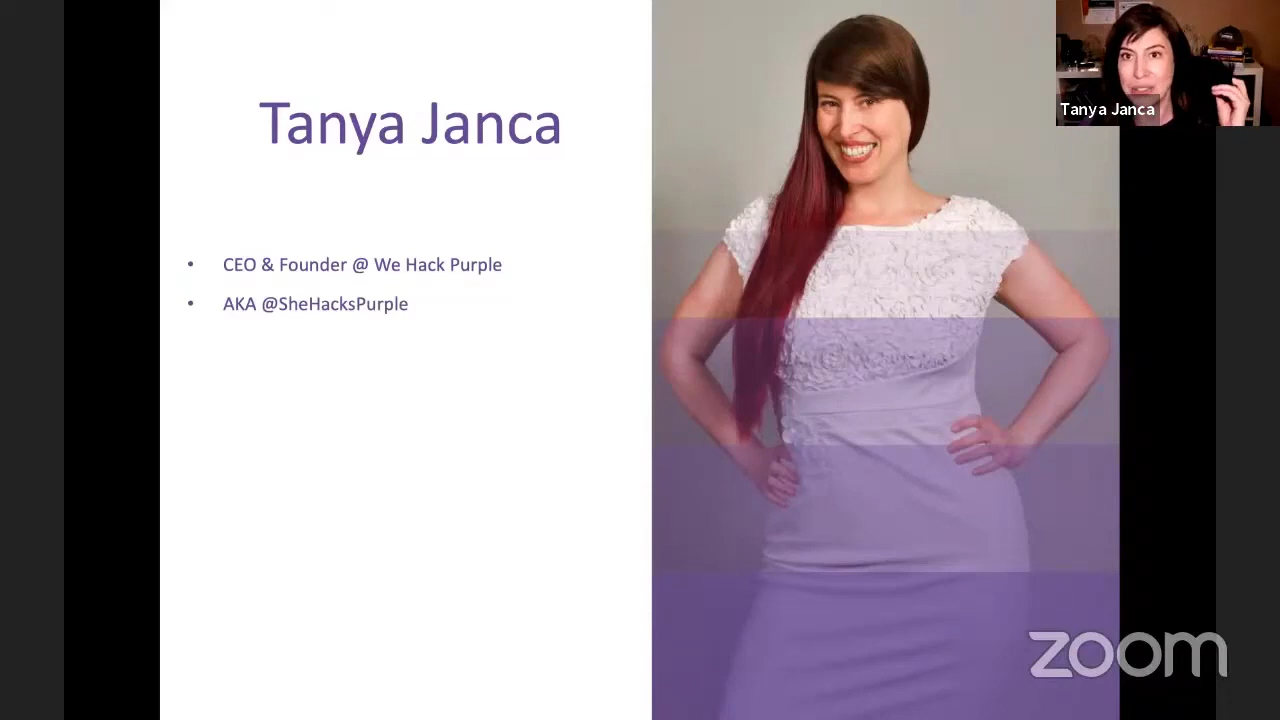 Tanya Janca
Tanya Janca
• CEO & Founder @ We Hack Purple
• AKA @SheHacksPurple
zoom